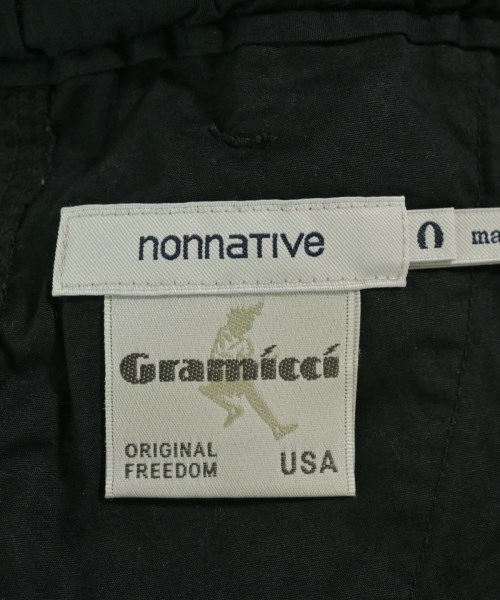 nonnative
0 ma
Gramicci
ORIGINAL
FREEDOM
USA